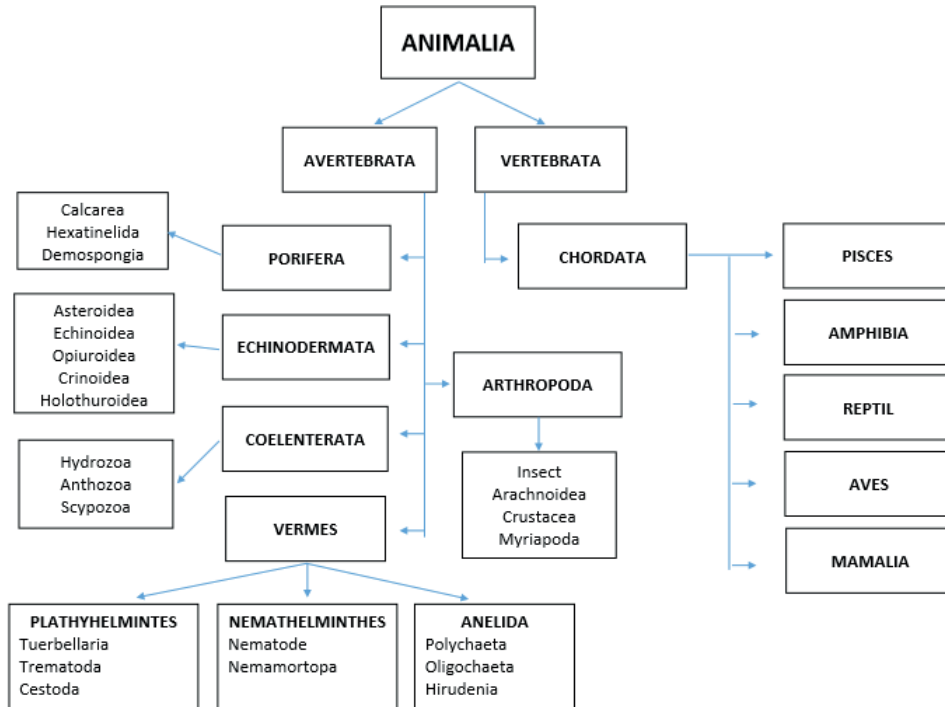 ANIMALIA
AVERTEBRATA
VERTEBRATA
Calcarea
Hexatinelida
Demospongia
PORIFERA
CHORDATA
PISCES
Asteroidea
Echinoidea
Opiuroidea
Crinoidea
Holothuroidea
ECHINODERMATA
AMPHIBIA
ARTHROPODA
REPTIL
COELENTERATA
Hydrozoa
Anthozoa
Scypozoa
Insect
Arachnoidea
Crustacea
Myriapoda
AVES
VERMES
MAMALIA
PLATHYHELMINTES
Tuerbellaria
Trematoda
Cestoda
NEMATHELMINTHES
Nematode
Nemamortopa
ANELIDA
Polychaeta
Oligochaeta
Hirudenia